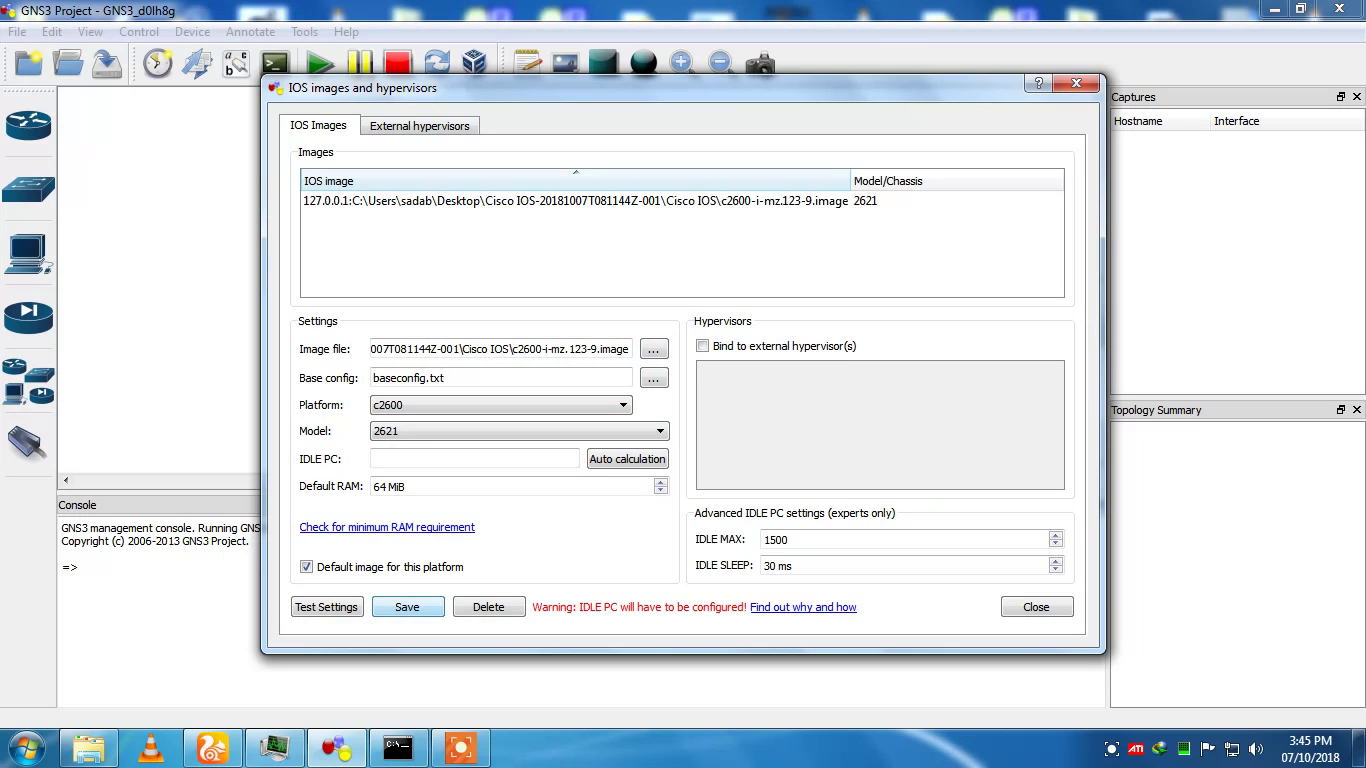 GNS3 Project - GNS3_d0lh8g
File Edit View Control Device Annotate Tools Help
IOS images and hypervisors
IOS Images External hypervisors
Images
IOS image Model/Chassis
127.0.0.1:C:\Users\sadab\Desktop\Cisco IOS-20181007T081144Z-001\Cisco IOS\c2600-i-mz.123-9.image 2621
Settings
Image file: 007T081144Z-001\Cisco IOS\c2600-i-mz.123-9.image ...
Base config: baseconfig.txt ...
Platform: c2600
Model: 2621
IDLE PC: Auto calculation
Default RAM: 64 MiB
Check for minimum RAM requirement
Default image for this platform
Hypervisors
Bind to external hypervisor(s)
Advanced IDLE PC settings (experts only)
IDLE MAX: 1500
IDLE SLEEP: 30 ms
Test Settings Save Delete Warning: IDLE PC will have to be configured! Find out why and how Close
Captures
Hostname Interface
Topology Summary
Console
GNS3 management console. Running GNS
Copyright (c) 2006-2013 GNS3 Project.
=>
3:45 PM
07/10/2018